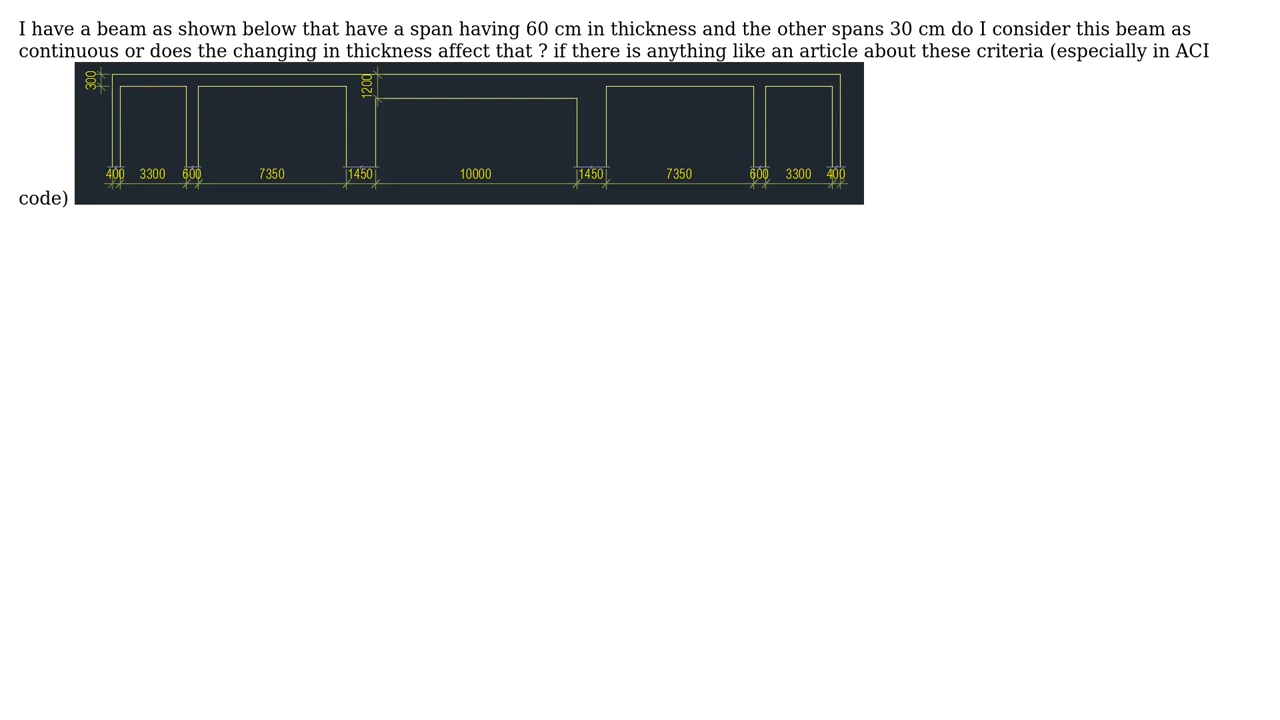 I have a beam as shown below that have a span having 60 cm in thickness and the other spans 30 cm do I consider this beam as
continuous or does the changing in thickness affect that ? if there is anything like an article about these criteria (especially in ACI
300
1200
400 3300 600 7350 1450 10000 1450 7350 600 3300 400
code)